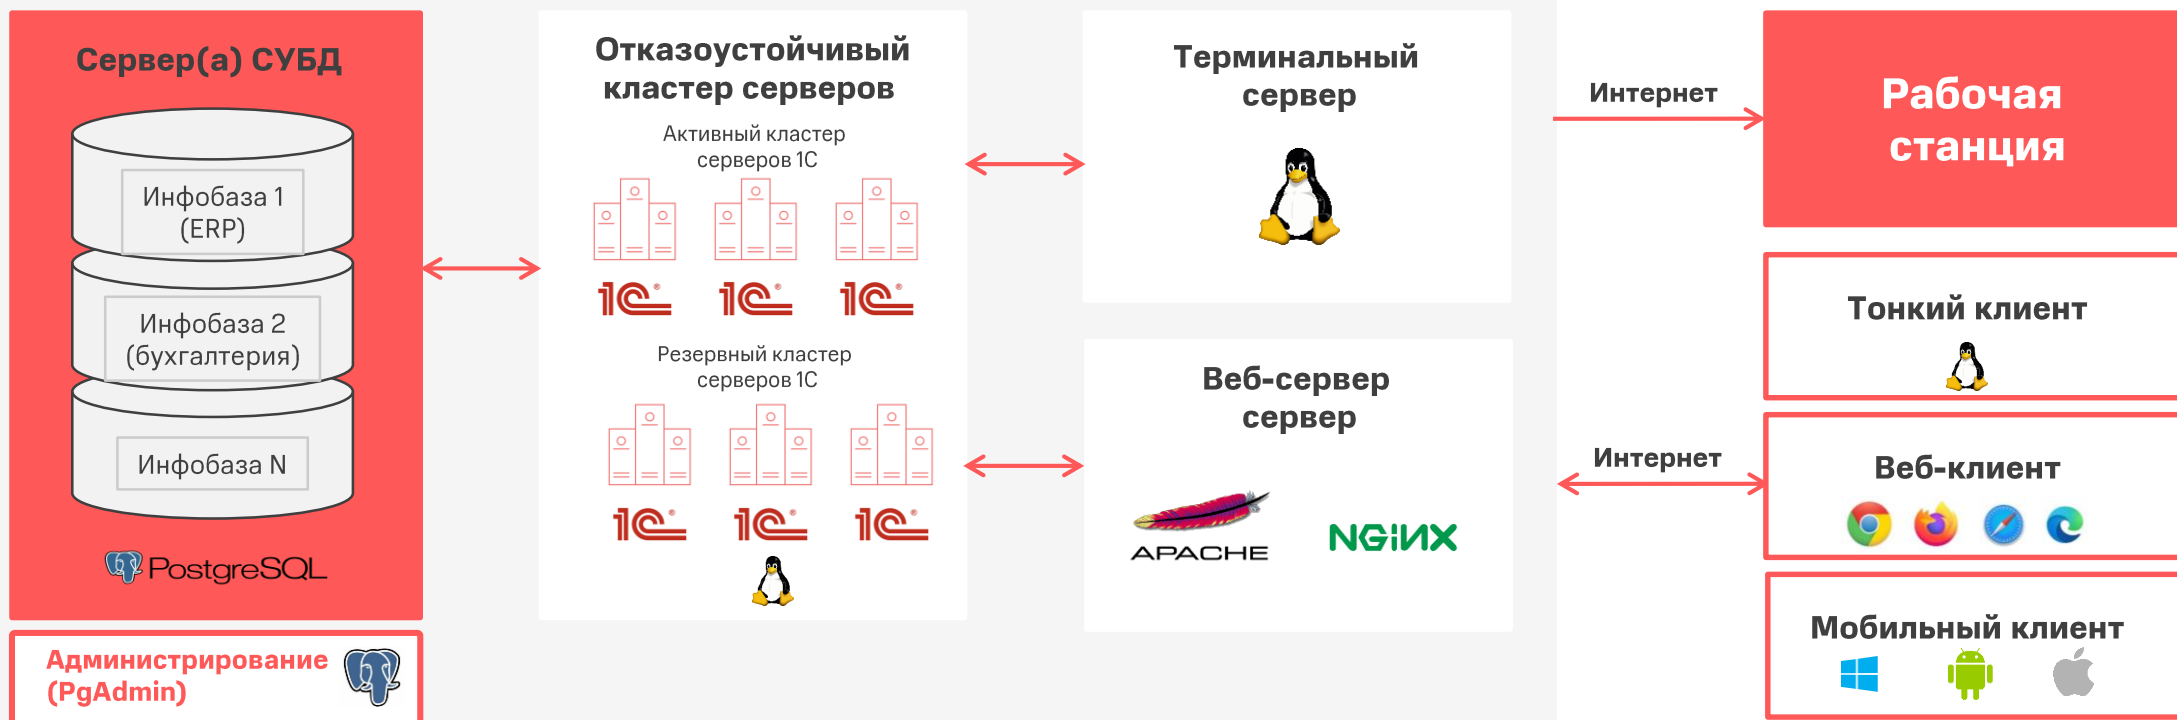 Сервер(а) СУБД
Инфобаза 1
(ERP)
Инфобаза 2
(бухгалтерия)
Инфобаза N
PostgreSQL
Администрирование
(PgAdmin)
Отказоустойчивый
кластер серверов
Активный кластер
серверов 1С
1С® 1С® 1С®
Резервный кластер
серверов 1С
1С® 1С® 1С®
Терминальный
сервер
Веб-сервер
сервер
APACHE
NGINX
Интернет
Интернет
Рабочая
станция
Тонкий клиент
Веб-клиент
Мобильный клиент